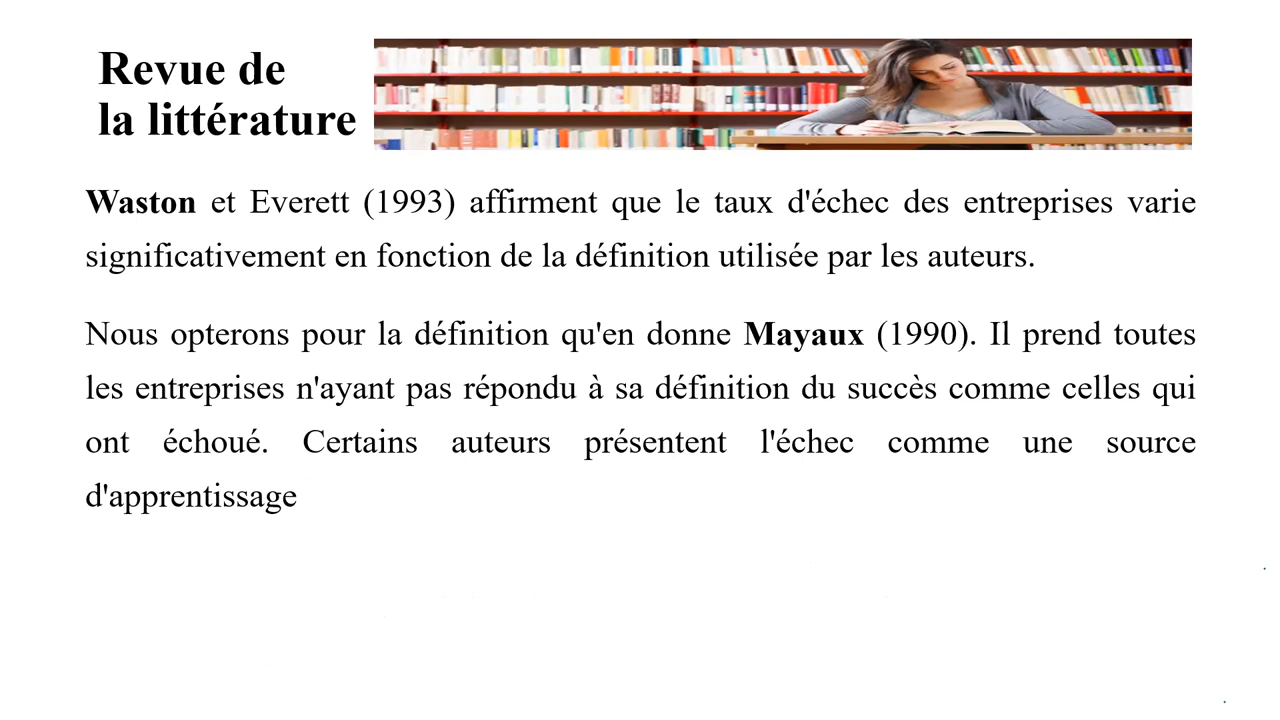 Revue de
la littérature
Waston et Everett (1993) affirment que le taux d'échec des entreprises varie
significativement en fonction de la définition utilisée par les auteurs.
Nous opterons pour la définition qu'en donne Mayaux (1990). Il prend toutes
les entreprises n'ayant pas répondu à sa définition du succès comme celles qui
ont échoué. Certains auteurs présentent l'échec comme une source
d'apprentissage